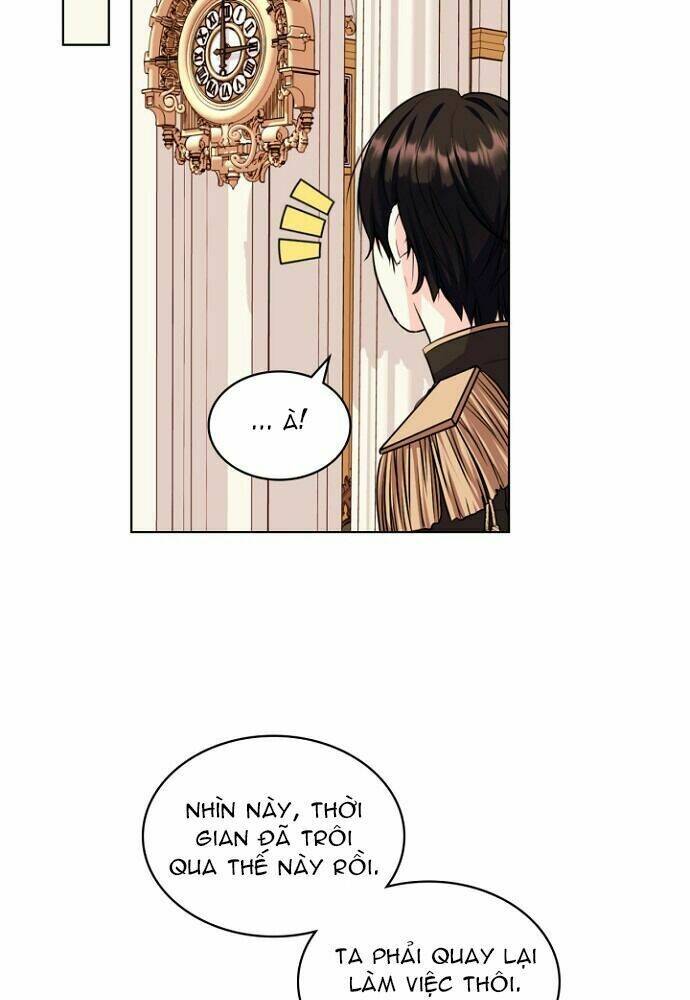 ... À!
NHÌN NÀY, THỜI
GIAN ĐÃ TRÔI
QUA THẾ NÀY RỒI.
TA PHẢI QUAY LẠI
LÀM VIỆC THÔI.